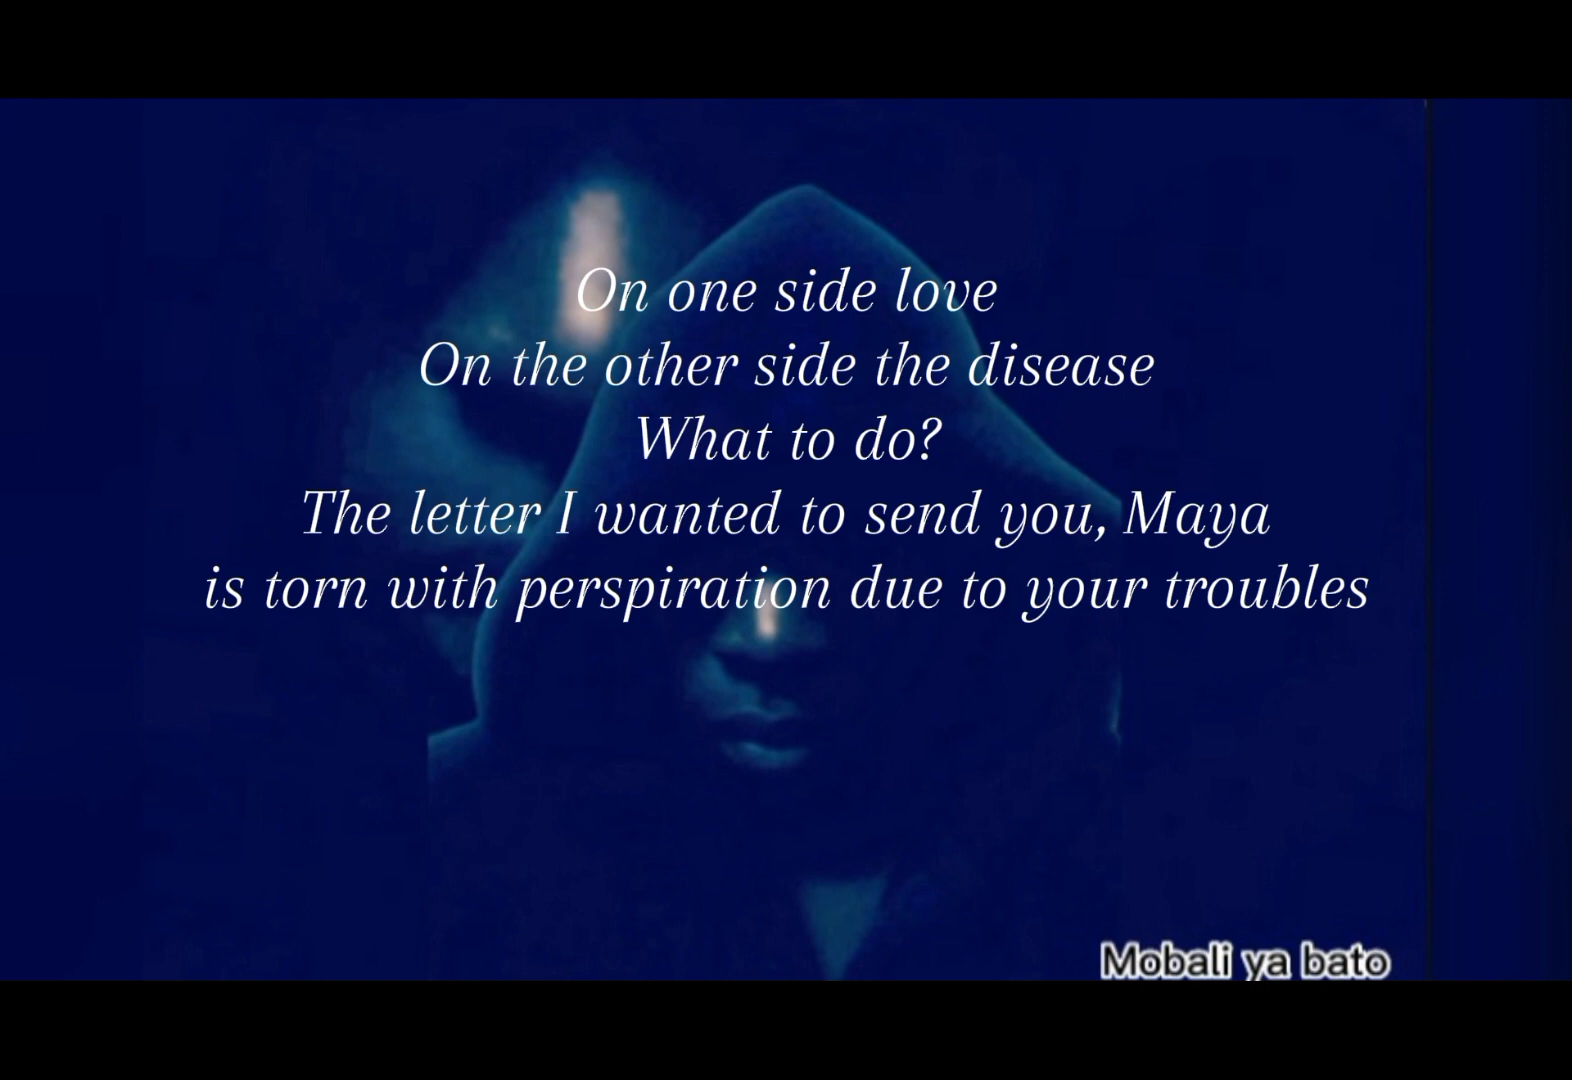 On one side love
On the other side the disease
What to do?
The letter I wanted to send you, Maya
is torn with perspiration due to your troubles
Mobali ya bato